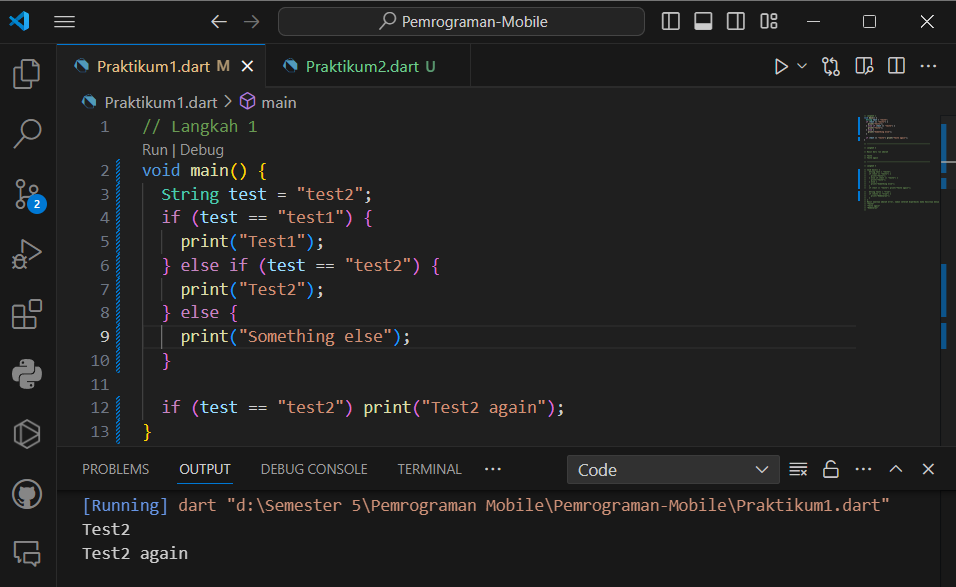 Pemrograman-Mobile
Praktikum1.dart M
Praktikum2.dart U
Praktikum1.dart > main
1 // Langkah 1
Run | Debug
2 void main() {
3 String test = "test2";
4 if (test == "test1") {
5 print("Test1");
6 } else if (test == "test2") {
7 print("Test2");
8 } else {
9 print("Something else");
10 }
11
12 if (test == "test2") print("Test2 again");
13 }
2
PROBLEMS OUTPUT DEBUG CONSOLE TERMINAL ···
Code
[Running] dart "d:\Semester 5\Pemrograman Mobile\Pemrograman-Mobile\Praktikum1.dart"
Test2
Test2 again